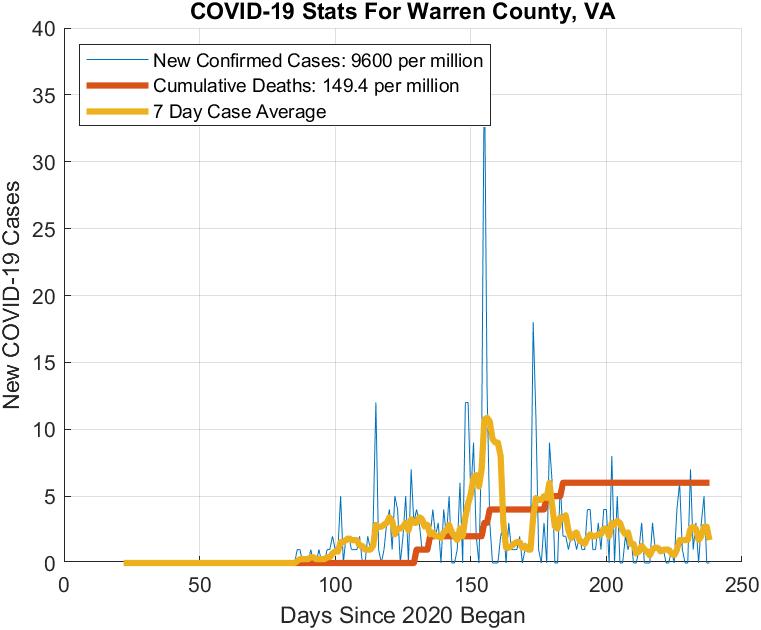 COVID-19 Stats For Warren County, VA
New Confirmed Cases: 9600 per million
Cumulative Deaths: 149.4 per million
7 Day Case Average
New COVID-19 Cases
40
35
30
25
20
15
10
5
0
0 50 100 150 200 250
Days Since 2020 Began